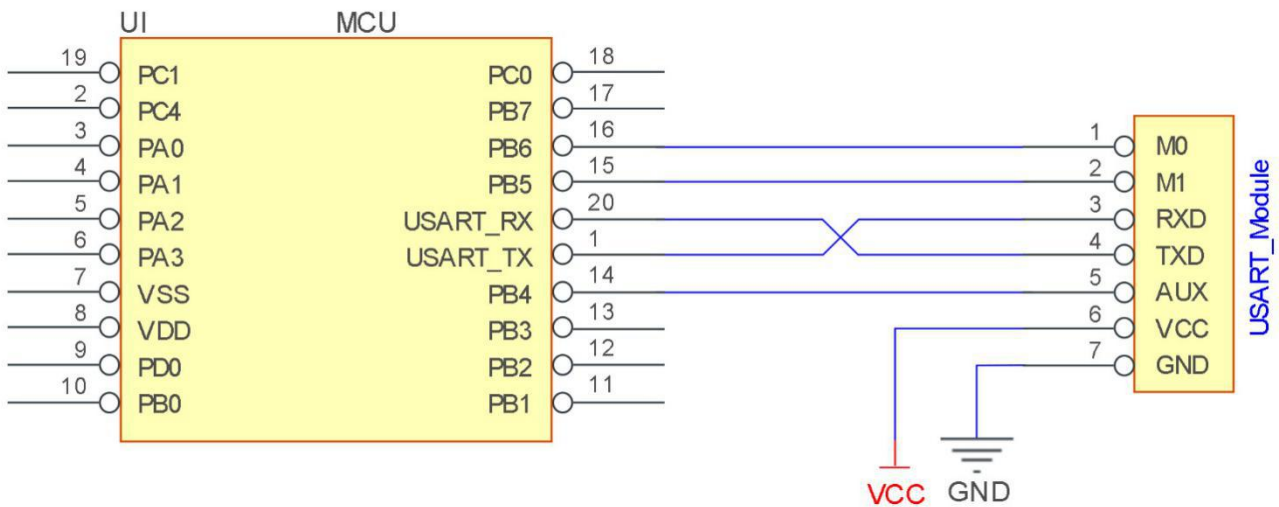 UI MCU
19 PC1 PC0 18
2 PC4 PB7 17
3 PA0 PB6 16 1 M0
4 PA1 PB5 15 2 M1
5 PA2 USART_RX 20 3 RXD
6 PA3 USART_TX 1 4 TXD
7 VSS PB4 14 5 AUX
8 VDD PB3 13 6 VCC
9 PD0 PB2 12 7 GND
10 PB0 PB1 11
USART_Module
VCC GND